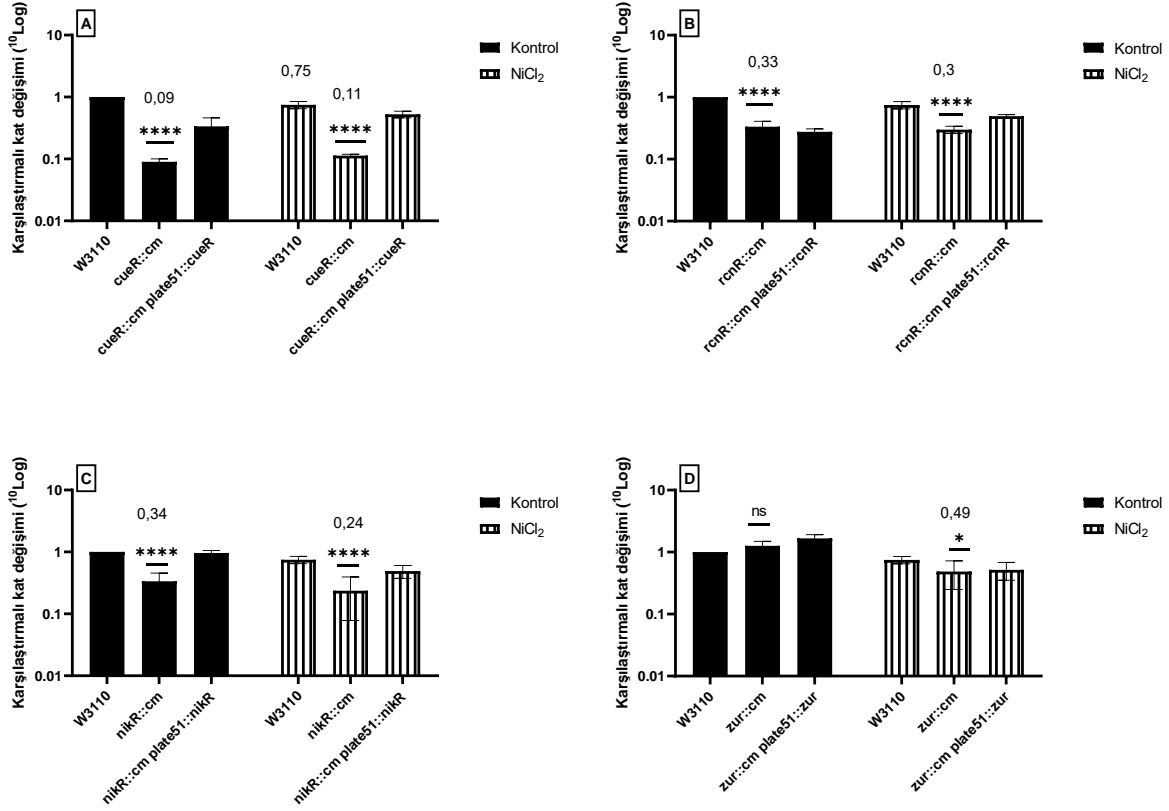 A
Karşılaştırmalı kat değişimi (¹⁰Log)
10
1
0.1
0.01
0,09
****
0,75
0,11
****
W3110
cueR::cm
cueR::cm plate51::cueR
W3110
cueR::cm
cueR::cm plate51::cueR
Kontrol
NiCl₂
B
Karşılaştırmalı kat değişimi (¹⁰Log)
10
1
0.1
0.01
0,33
****
0,3
****
W3110
rcnR::cm
rcnR::cm plate51::rcnR
W3110
rcnR::cm
rcnR::cm plate51::rcnR
Kontrol
NiCl₂
C
Karşılaştırmalı kat değişimi (¹⁰Log)
10
1
0.1
0.01
0,34
****
0,24
****
W3110
nikR::cm
nikR::cm plate51::nikR
W3110
nikR::cm
nikR::cm plate51::nikR
Kontrol
NiCl₂
D
Karşılaştırmalı kat değişimi (¹⁰Log)
10
1
0.1
0.01
ns
0,49
*
W3110
zur::cm
zur::cm plate51::zur
W3110
zur::cm
zur::cm plate51::zur
Kontrol
NiCl₂